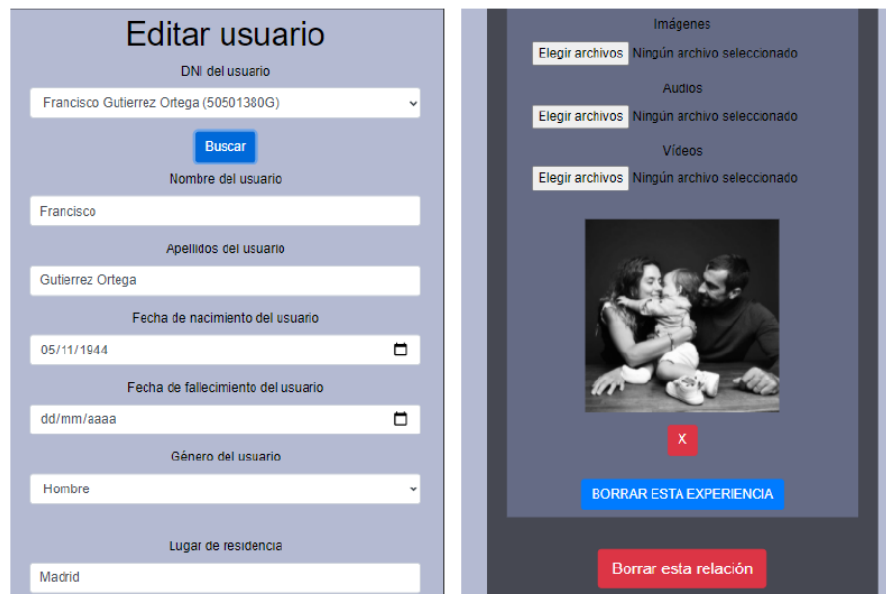 Editar usuario
DNI del usuario
Francisco Gutierrez Ortega (50501380G)
Buscar
Nombre del usuario
Francisco
Apellidos del usuario
Gutierrez Ortega
Fecha de nacimiento del usuario
05/11/1944
Fecha de fallecimiento del usuario
dd/mm/aaaa
Género del usuario
Hombre
Lugar de residencia
Madrid
Imágenes
Elegir archivos Ningún archivo seleccionado
Audios
Elegir archivos Ningún archivo seleccionado
Vídeos
Elegir archivos Ningún archivo seleccionado
X
BORRAR ESTA EXPERIENCIA
Borrar esta relación